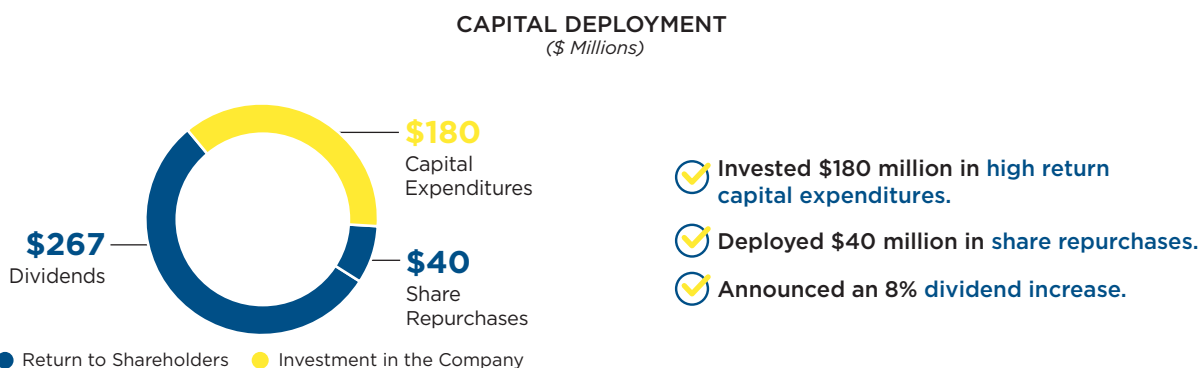 CAPITAL DEPLOYMENT
($ Millions)
$180
Capital
Expenditures
$267
Dividends
$40
Share
Repurchases
Return to Shareholders
Investment in the Company
Invested $180 million in high return
capital expenditures.
Deployed $40 million in share repurchases.
Announced an 8% dividend increase.